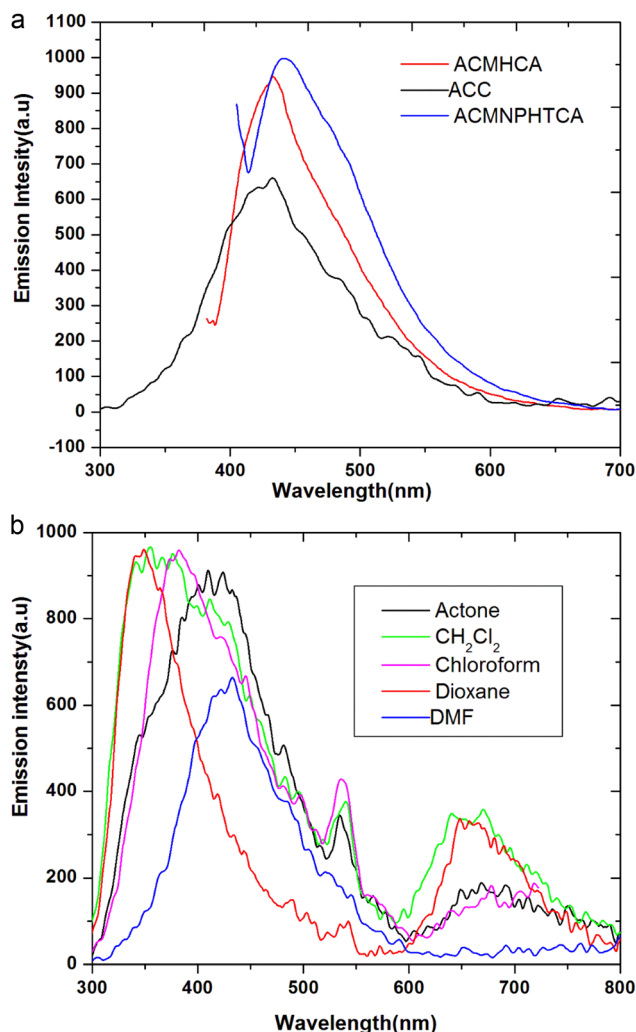 a
1100
1000
900
800
700
600
500
400
300
200
100
0
-100
Emission Intesity(a.u)
ACMHCA
ACC
ACMNPHTCA
300 400 500 600 700
Wavelength(nm)
b
1000
800
600
400
200
0
Emission intensty(a.u)
Actone
CH₂Cl₂
Chloroform
Dioxane
DMF
300 400 500 600 700 800
Wavelength(nm)